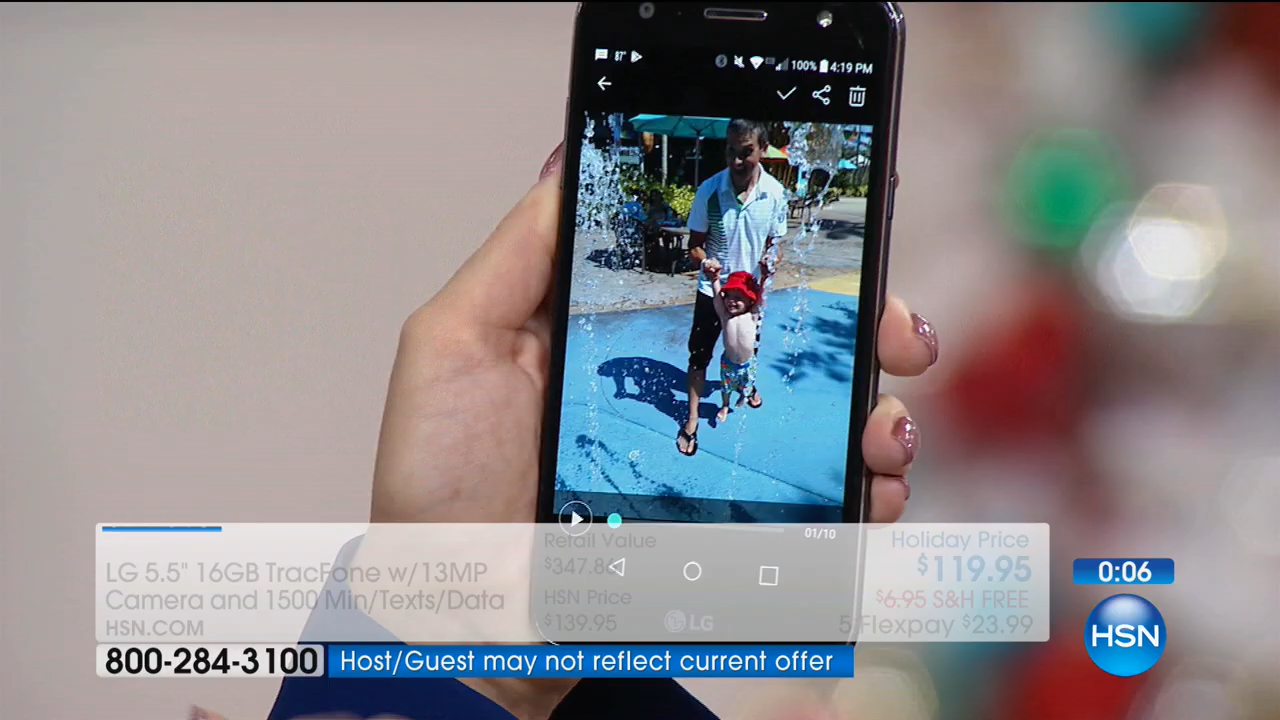 87°
100% 4:19 PM
01/10
LG 5.5" 16GB TracFone w/13MP
Camera and 1500 Min/Texts/Data
HSN.COM
Retail Value
$347.86
HSN Price
$139.95
Holiday Price
$119.95
$6.95 S&H FREE
5 Flexpay $23.99
LG
0:06
HSN
800-284-3100
Host/Guest may not reflect current offer